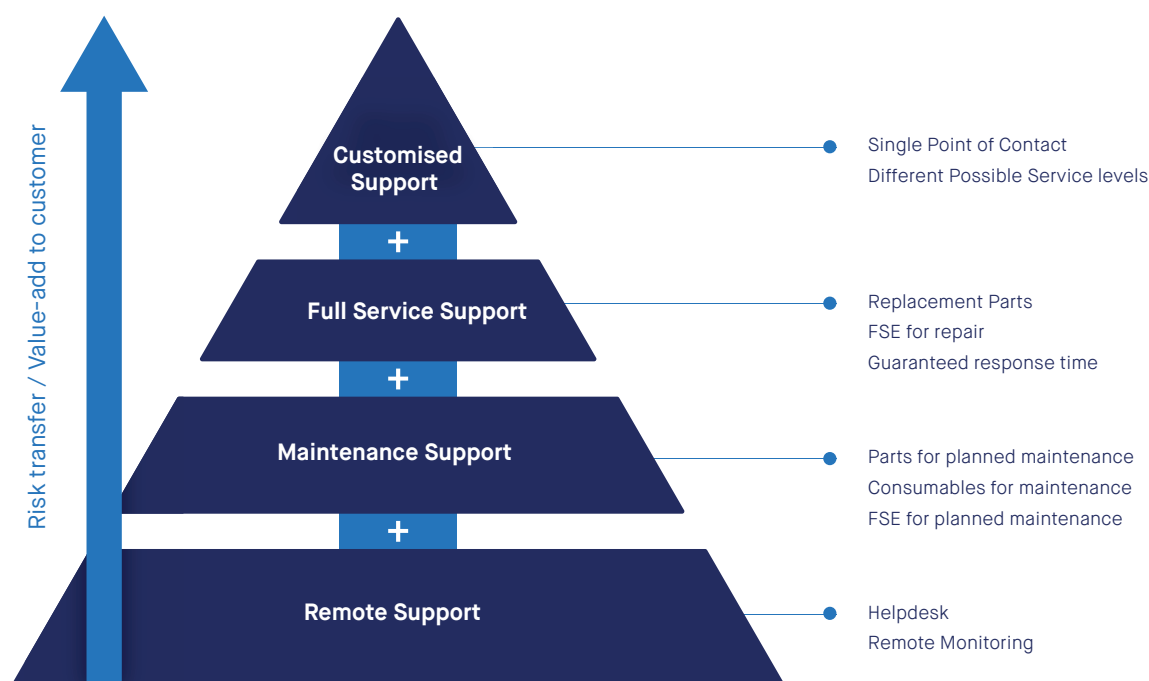 Risk transfer / Value-add to customer
Customised
Support
Single Point of Contact
Different Possible Service levels
+
Full Service Support
Replacement Parts
FSE for repair
Guaranteed response time
+
Maintenance Support
Parts for planned maintenance
Consumables for maintenance
FSE for planned maintenance
+
Remote Support
Helpdesk
Remote Monitoring